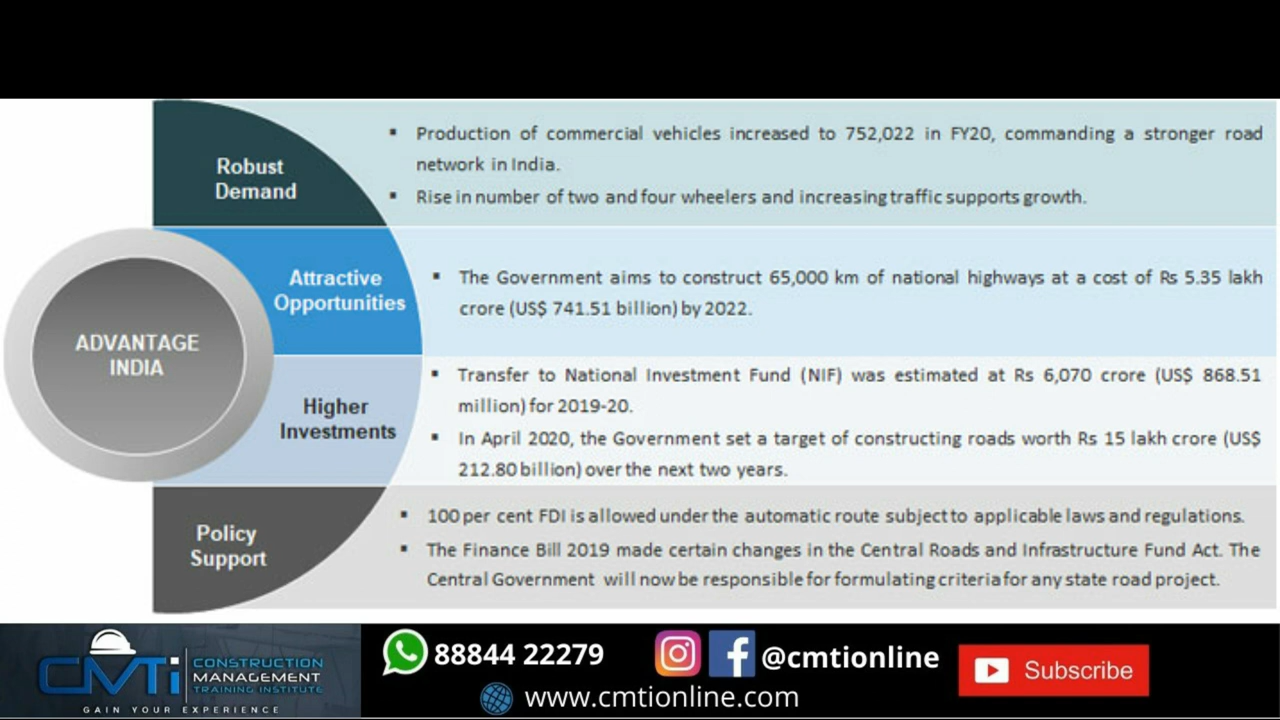 Robust
Demand
▪ Production of commercial vehicles increased to 752,022 in FY20, commanding a stronger road
network in India.
▪ Rise in number of two and four wheelers and increasing traffic supports growth.
ADVANTAGE
INDIA
Attractive
Opportunities
▪ The Government aims to construct 65,000 km of national highways at a cost of Rs 5.35 lakh
crore (US$ 741.51 billion) by 2022.
Higher
Investments
▪ Transfer to National Investment Fund (NIF) was estimated at Rs 6,070 crore (US$ 868.51
million) for 2019-20.
▪ In April 2020, the Government set a target of constructing roads worth Rs 15 lakh crore (US$
212.80 billion) over the next two years.
Policy
Support
▪ 100 per cent FDI is allowed under the automatic route subject to applicable laws and regulations.
▪ The Finance Bill 2019 made certain changes in the Central Roads and Infrastructure Fund Act. The
Central Government will now be responsible for formulating criteria for any state road project.
CMTi
CONSTRUCTION
MANAGEMENT
TRAINING INSTITUTE
GAIN YOUR EXPERIENCE
88844 22279
@cmtionline
www.cmtionline.com
Subscribe